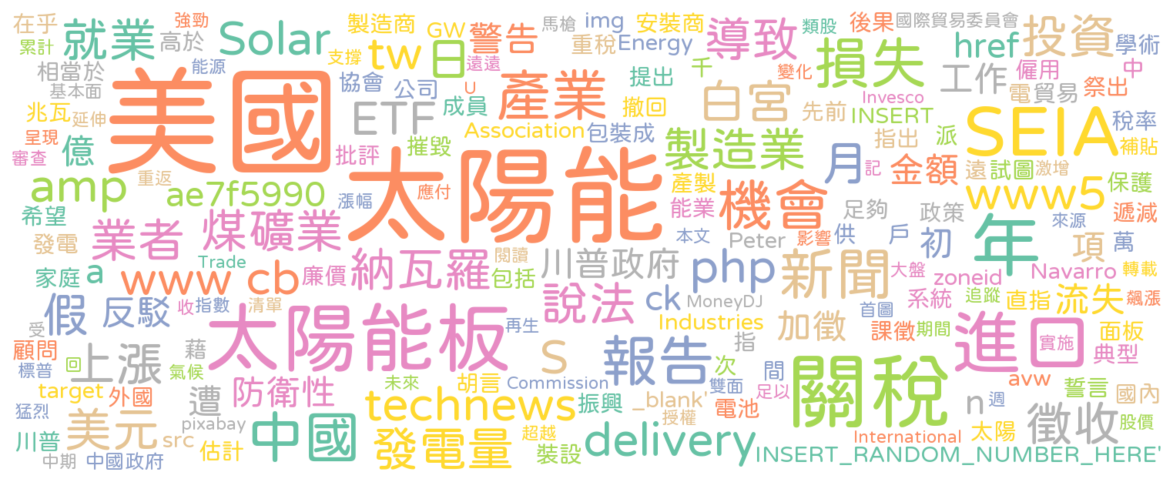 在乎 強勁 製造商 GW 馬槍 img 安裝商 類股 後果 國際貿易委員會
累計 就業 高於 Solar 支撐 tw 日 警告 重稅 Energy 導致 損失 href 投資 學術
相當於 能源 遠遠 協會 公司 產業 提出 千 變化 工作 僱用 中
基本面 美國 U 成員 撤回 白宮 先前 Invesco INSERT 電 貿易 祭出
兆瓦 延伸 ETF Association 包裝成 指出 派 SEIA 稅率
呈現 億 摧毀 製造業 補貼
審查 批評 月 金額 遠 試圖 激增
amp 重返 ae7f5990 漲幅 太陽能 應付 產製 機會 記 www5 保護
希望 能業 足夠 政策 初 年 來源 遞減
發電 業者 煤礦業 本文 Peter 影響 供 戶 項 萬
家庭 a Trade 納瓦羅 閱讀 川普政府 php 新聞 大盤 zoneid Navarro 轉載
www cb 廉價 包括 ck MoneyDJ 系統 追蹤 直指 流失 飆漲
假 反駁 收 指數 清單 說法 首圖
受 太陽能板 再生 Industries 加徵 課徵 期間 進口 實施 面板
顧問 回 上漲 藉 S 報告 指 關稅 典型
標普 氣候 次 間
target 外國 遭 防衛性 未來 胡言 Commission 雙面 足以 avw 誓言 國內
猛烈 美元 pixabay technews 振興 _blank' 電池 n 週 徵收 股價
川普 src 中國 發電量 超越 授權 delivery International 太陽
中期 中國政府 估計 裝設 INSERT_RANDOM_NUMBER_HERE'